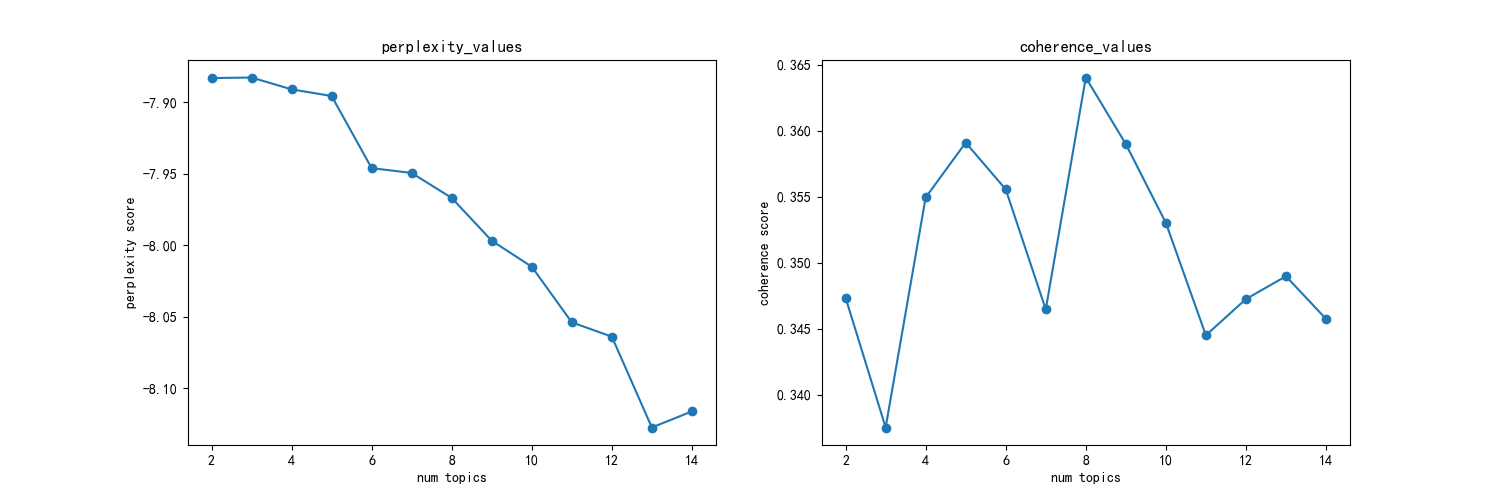 perplexity_values
perplexity score
-7.90
-7.95
-8.00
-8.05
-8.10
2 4 6 8 10 12 14
num topics
coherence_values
coherence score
0.365
0.360
0.355
0.350
0.345
0.340
2 4 6 8 10 12 14
num topics